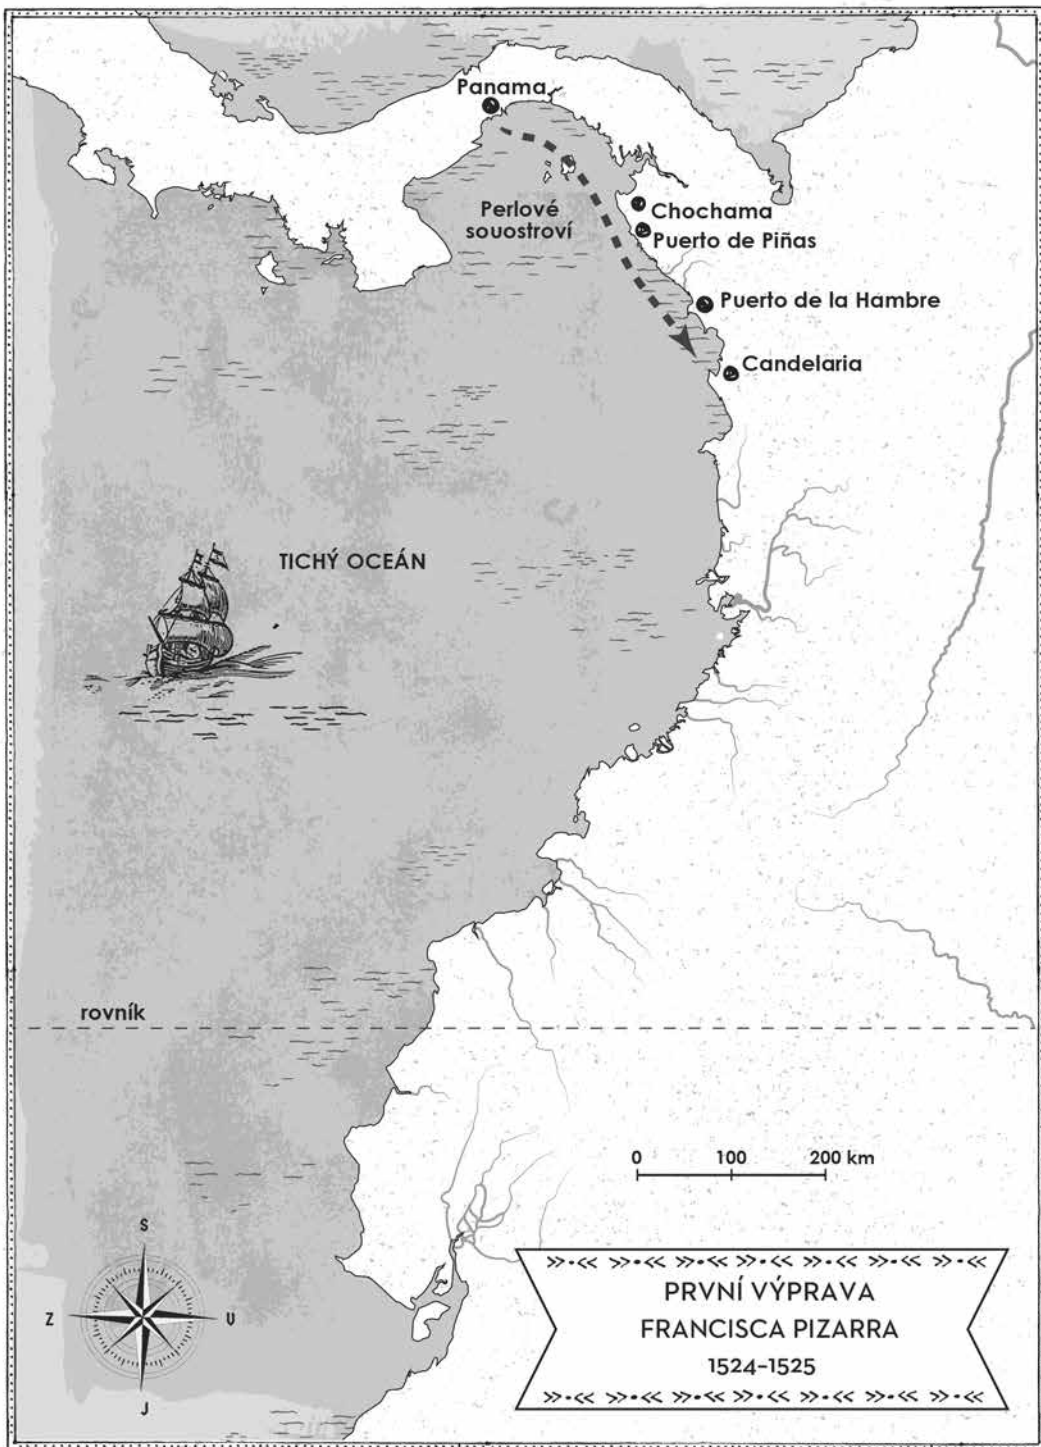 Panama
Perlové
souostroví
Chochama
Puerto de Piñas
Puerto de la Hambre
Candelaria
TICHÝ OCEÁN
rovník
0 100 200 km
S
Z V
J
PRVNÍ VÝPRAVA
FRANCISCA PIZARRA
1524–1525